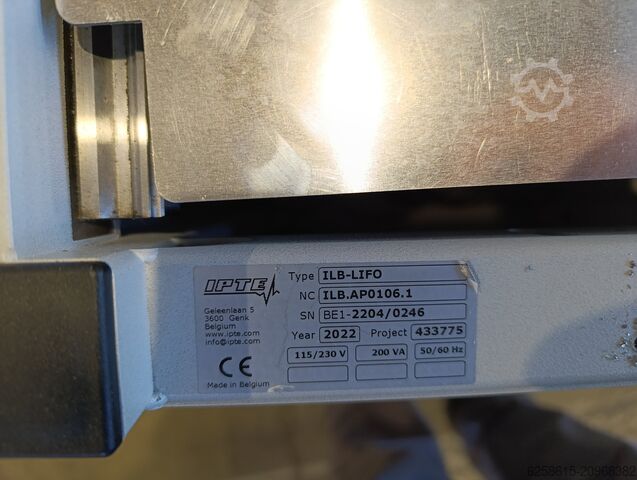 IPTE
Geleenlaan 5
3600 Genk
Belgium
www.ipte.com
info@ipte.com
CE
Made in Belgium
Type ILB-LIFO
NC ILB.AP0106.1
SN BE1-2204/0246
Year 2022 Project 433775
115/230 V 200 VA 50/60 Hz
6258615-20968382